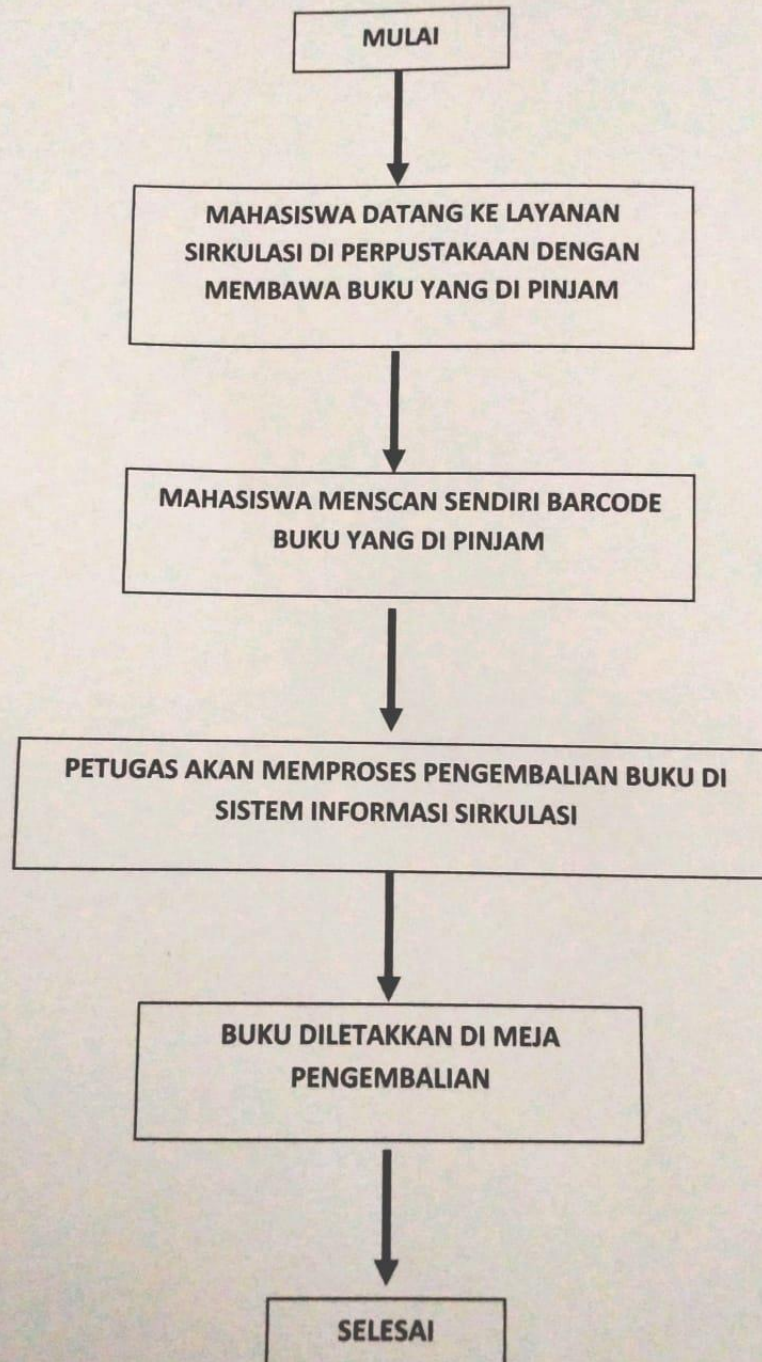 MULAI
MAHASISWA DATANG KE LAYANAN
SIRKULASI DI PERPUSTAKAAN DENGAN
MEMBAWA BUKU YANG DI PINJAM
MAHASISWA MENSCAN SENDIRI BARCODE
BUKU YANG DI PINJAM
PETUGAS AKAN MEMPROSES PENGEMBALIAN BUKU DI
SISTEM INFORMASI SIRKULASI
BUKU DILETAKKAN DI MEJA
PENGEMBALIAN
SELESAI